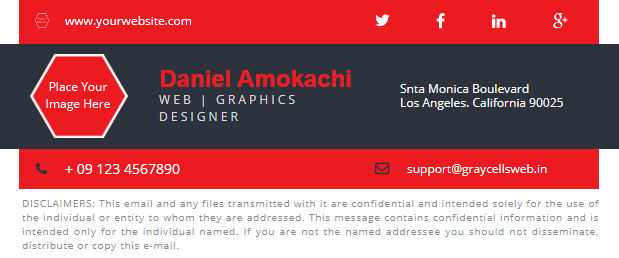 www.yourwebsite.com
Place Your
Image Here
Daniel Amokachi
WEB | GRAPHICS
DESIGNER
Snta Monica Boulevard
Los Angeles. California 90025
+ 09 123 4567890
support@graycellsweb.in
DISCLAIMERS: This email and any files transmitted with it are confidential and intended solely for the use of
the individual or entity to whom they are addressed. This message contains confidential information and is
intended only for the individual named. If you are not the named addressee you should not disseminate,
distribute or copy this e-mail.